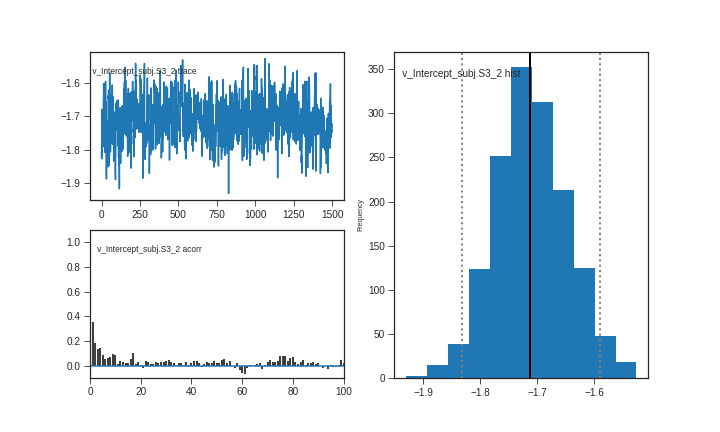 v_Intercept_subj.S3_2 trace
−1.6
−1.7
−1.8
−1.9
0 250 500 750 1000 1250 1500
v_Intercept_subj.S3_2 acorr
1.0
0.8
0.6
0.4
0.2
0.0
0 20 40 60 80 100
v_Intercept_subj.S3_2 hist
Frequency
350
300
250
200
150
100
50
0
−1.9 −1.8 −1.7 −1.6